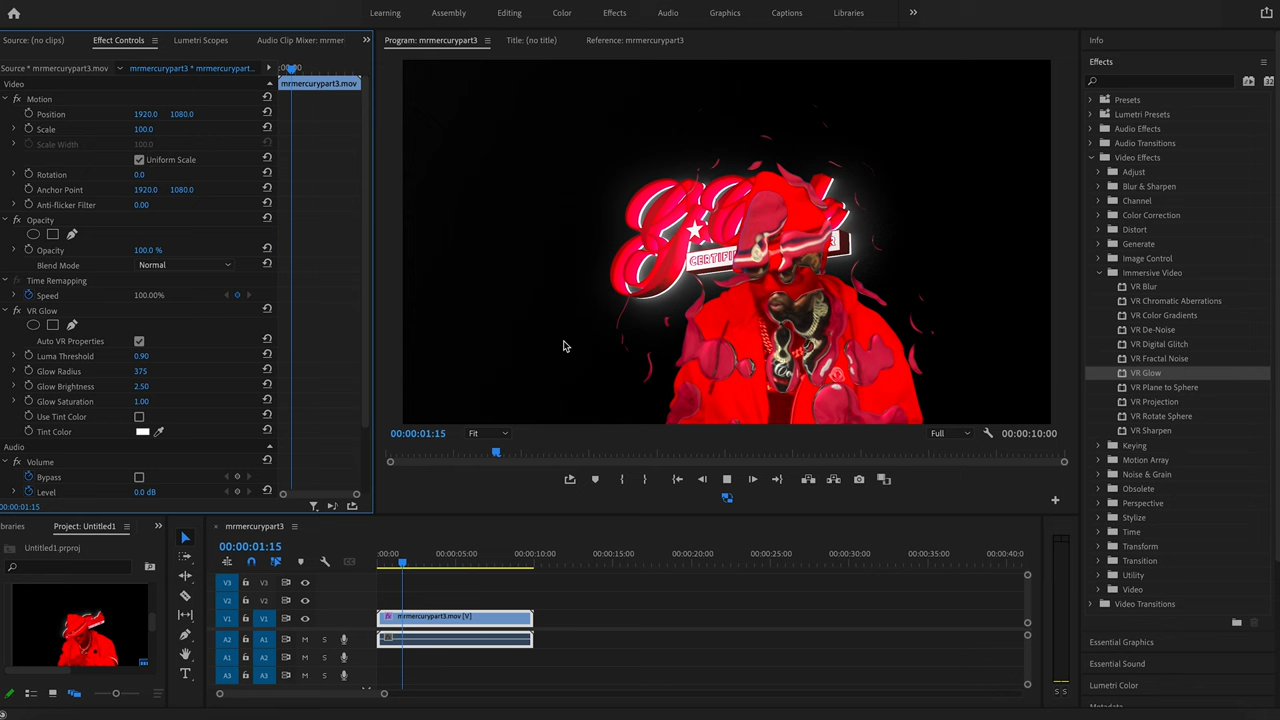 Learning Assembly Editing Color Effects Audio Graphics Captions Libraries
Source: (no clips) Effect Controls Lumetri Scopes Audio Clip Mixer: mrmer
Program: mrmercurypart3 Title: (no title) Reference: mrmercurypart3
Info
Effects
Source * mrmercurypart3.mov mrmercurypart3 * mrmercurypart...
:00:00
mrmercurypart3.mov
Video
fx Motion
Position 1920.0 1080.0
Scale 100.0
Scale Width 100.0
Uniform Scale
Rotation 0.0
Anchor Point 1920.0 1080.0
Anti-flicker Filter 0.00
fx Opacity
Opacity 100.0 %
Blend Mode Normal
fx Time Remapping
Speed 100.00%
fx VR Glow
Auto VR Properties
Luma Threshold 0.90
Glow Radius 375
Glow Brightness 2.50
Glow Saturation 1.00
Use Tint Color
Tint Color
Audio
fx Volume
Bypass
Level 0.0 dB
00:00:01:15
CERTIFI
00:00:01:15 Fit Full 00:00:10:00
32
Presets
Lumetri Presets
Audio Effects
Audio Transitions
Video Effects
Adjust
Blur & Sharpen
Channel
Color Correction
Distort
Generate
Image Control
Immersive Video
VR Blur
VR Chromatic Aberrations
VR Color Gradients
VR De-Noise
VR Digital Glitch
VR Fractal Noise
VR Glow
VR Plane to Sphere
VR Projection
VR Rotate Sphere
VR Sharpen
Keying
Motion Array
Noise & Grain
Obsolete
Perspective
Stylize
Time
Transform
Transition
Utility
Video
Video Transitions
Essential Graphics
Essential Sound
Lumetri Color
Metadata
braries Project: Untitled1
Untitled1.prproj
× mrmercurypart3
00:00:01:15
:00:00 00:00:05:00 00:00:10:00 00:00:15:00 00:00:20:00 00:00:25:00 00:00:30:00 00:00:35:00 00:00:40:0
V3 V3
V2 V2
V1 V1 fx mrmercurypart3.mov [V]
A2 A1 M S
A1 A2 M S
A3 A3 M S
S S